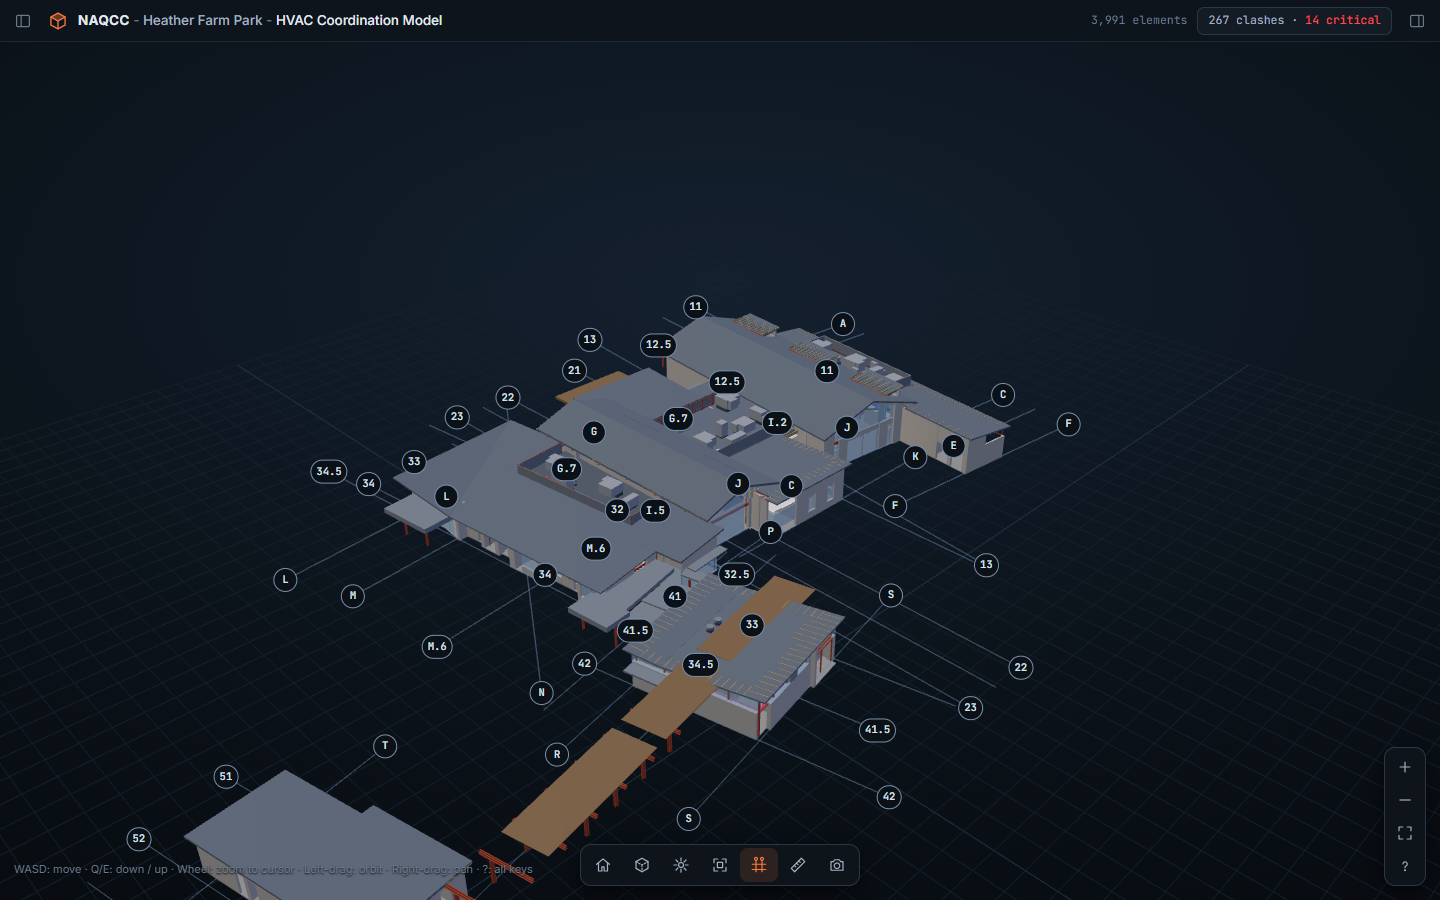 NAQCC - Heather Farm Park - HVAC Coordination Model
3,991 elements
267 clashes · 14 critical
11
A
13
12.5
21
11
12.5
22
C
23
G.7
I.2
F
G
J
E
33
K
34.5
G.7
34
J
C
L
F
32
I.5
P
M.6
13
34
32.5
L
M
41
S
33
41.5
M.6
42
34.5
22
N
23
41.5
T
R
51
42
S
52
WASD: move · Q/E: down / up · Wheel: zoom to cursor · Left-drag: orbit · Right-drag: pan · ?: all keys
?